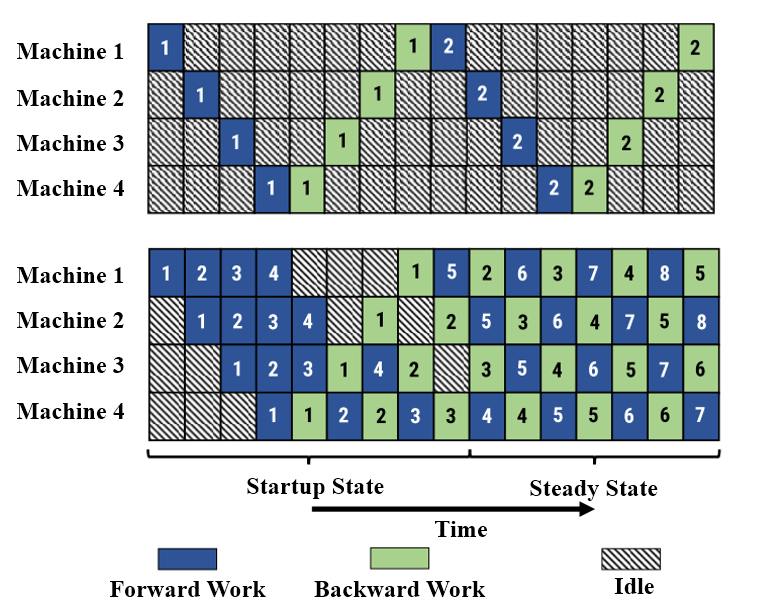 Machine 1 1 1 2 2
Machine 2 1 1 2 2
Machine 3 1 1 2 2
Machine 4 1 1 2 2
Machine 1 1 2 3 4 1 5 2 6 3 7 4 8 5
Machine 2 1 2 3 4 1 2 5 3 6 4 7 5 8
Machine 3 1 2 3 1 4 2 3 5 4 6 5 7 6
Machine 4 1 1 2 2 3 3 4 4 5 5 6 6 7
Startup State Steady State
Time
Forward Work Backward Work Idle